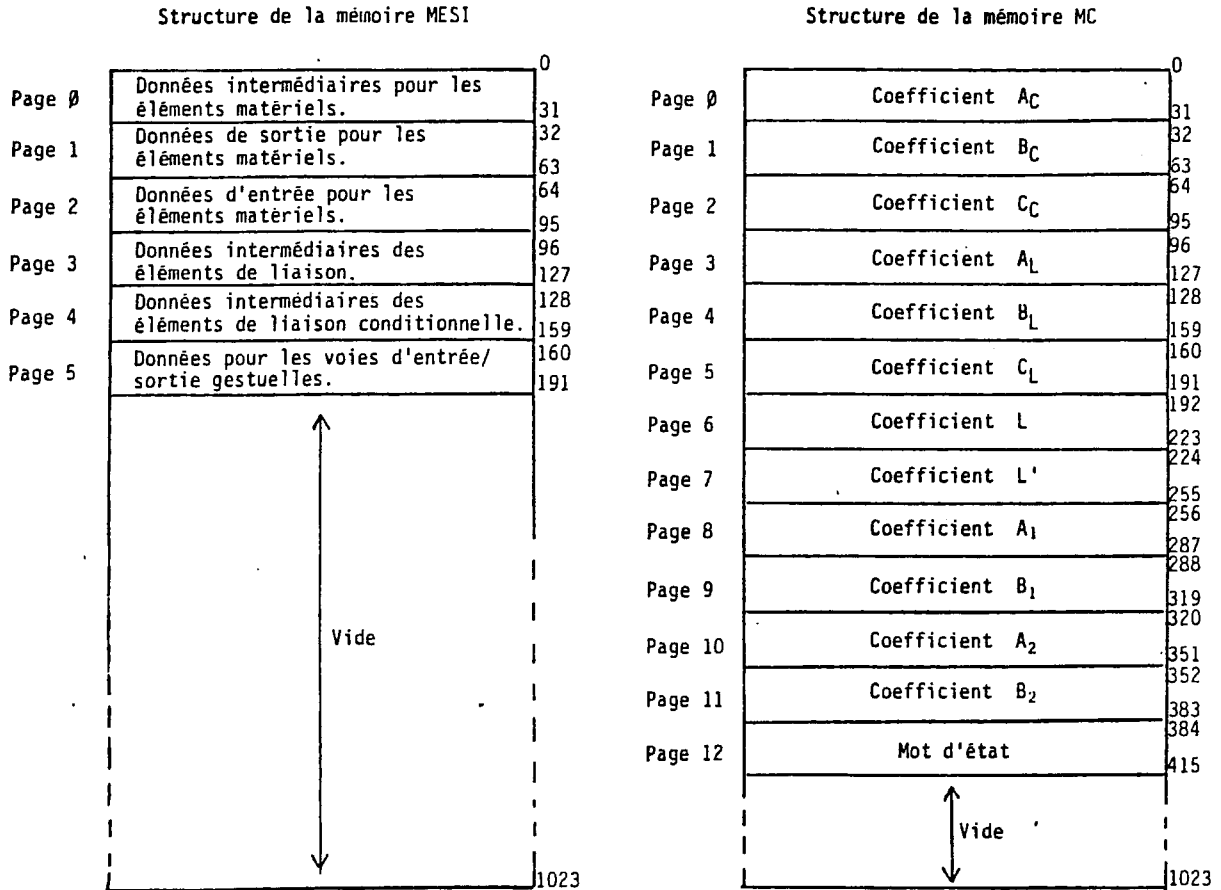 Structure de la mémoire MESI
0
Page Ø
Données intermédiaires pour les
éléments matériels.
31
Page 1
32
Données de sortie pour les
éléments matériels.
63
Page 2
64
Données d'entrée pour les
éléments matériels.
95
Page 3
96
Données intermédiaires des
éléments de liaison.
127
Page 4
128
Données intermédiaires des
éléments de liaison conditionnelle.
159
Page 5
160
Données pour les voies d'entrée/
sortie gestuelles.
191
Vide
1023
Structure de la mémoire MC
0
Page Ø
Coefficient A_C
31
32
Page 1
Coefficient B_C
63
64
Page 2
Coefficient C_C
95
96
Page 3
Coefficient A_L
127
128
Page 4
Coefficient B_L
159
160
Page 5
Coefficient C_L
191
192
Page 6
Coefficient L
223
224
Page 7
Coefficient L'
255
256
Page 8
Coefficient A₁
287
288
Page 9
Coefficient B₁
319
320
Page 10
Coefficient A₂
351
352
Page 11
Coefficient B₂
383
384
Page 12
Mot d'état
415
Vide
1023